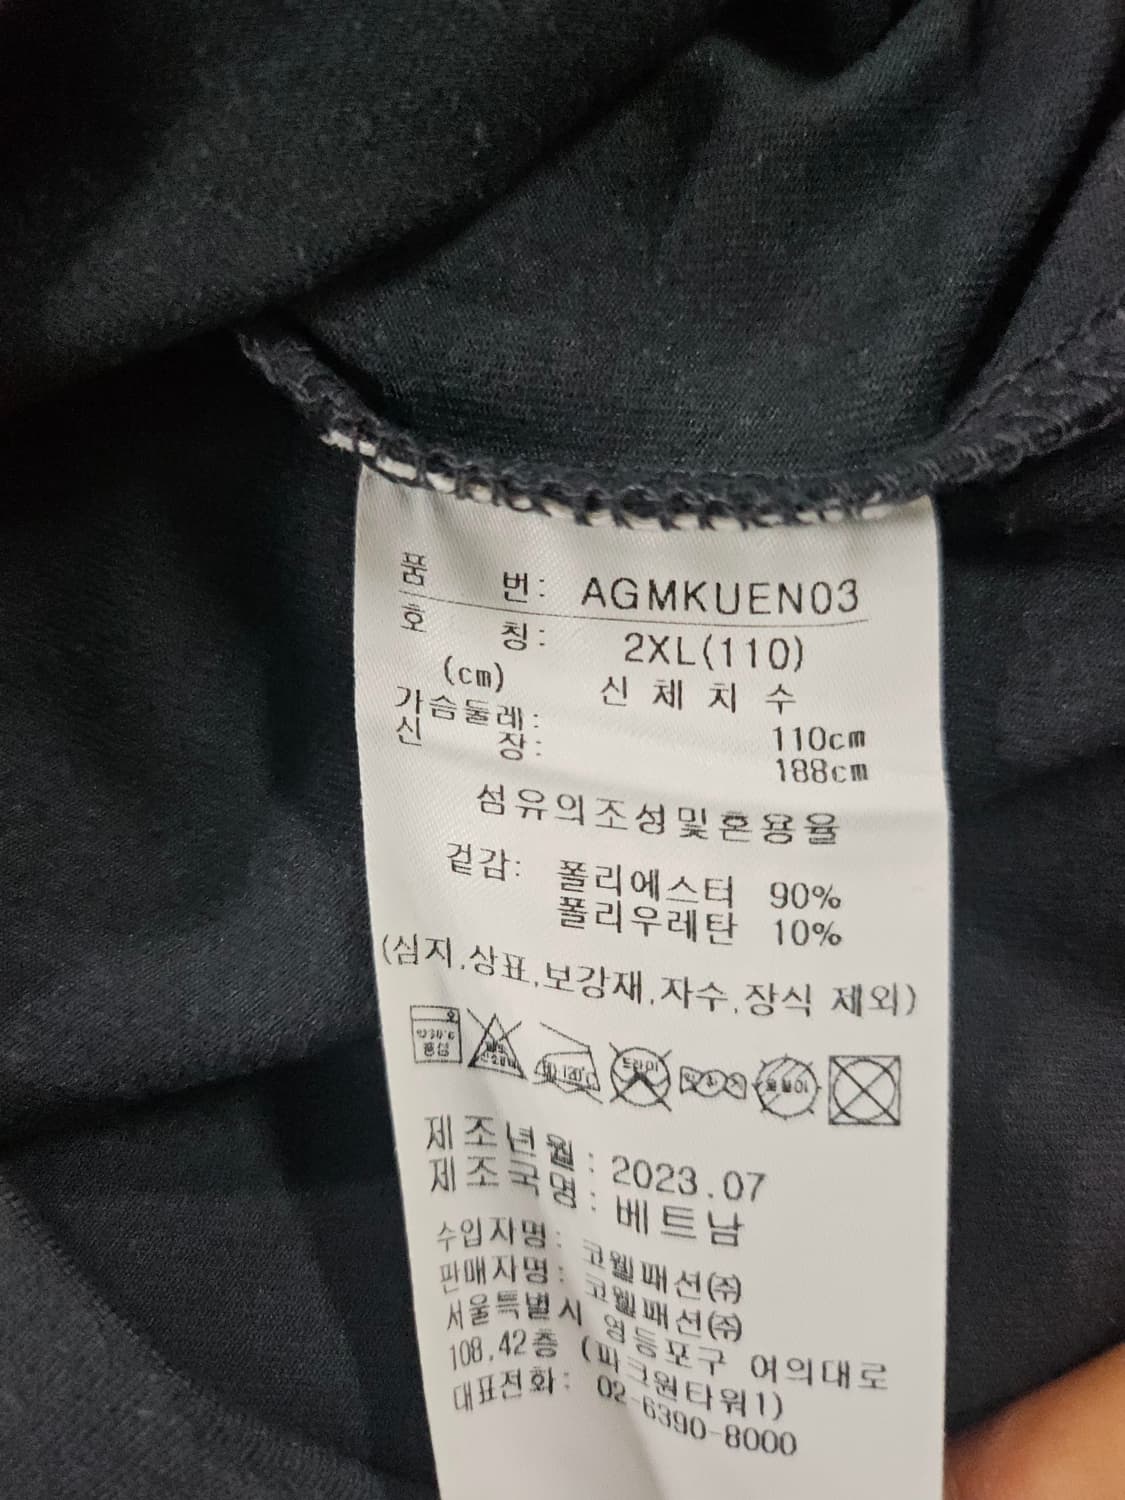 품 번: AGMKUEN03
호 칭: 2XL(110)
(cm) 신체치수
가슴둘레: 110cm
신 장: 188cm
섬유의조성및혼용율
겉감: 폴리에스터 90%
폴리우레탄 10%
(심지,상표,보강재,자수,장식 제외)
드라이
제조년월: 2023.07
제조국명: 베트남
수입자명: 코웰패션㈜
판매자명: 코웰패션㈜
서울특별시 영등포구 여의대로
108,42층 (파크원타워1)
대표전화: 02-6390-8000